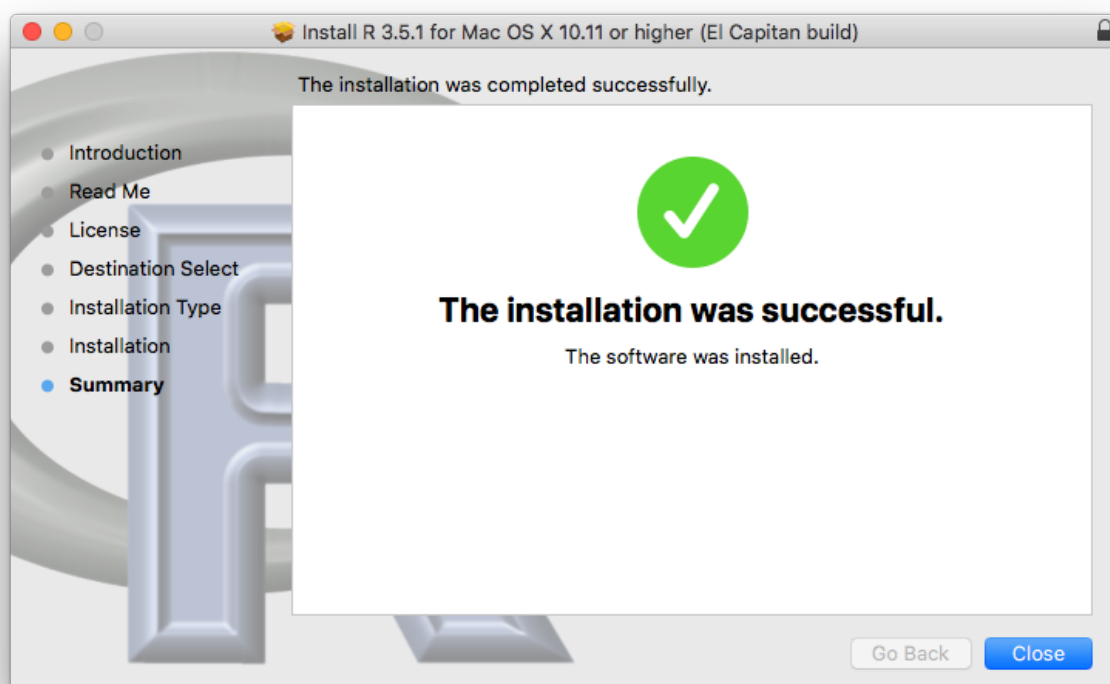 Install R 3.5.1 for Mac OS X 10.11 or higher (El Capitan build)
The installation was completed successfully.
Introduction
Read Me
License
Destination Select
Installation Type
Installation
Summary
The installation was successful.
The software was installed.
Go Back
Close